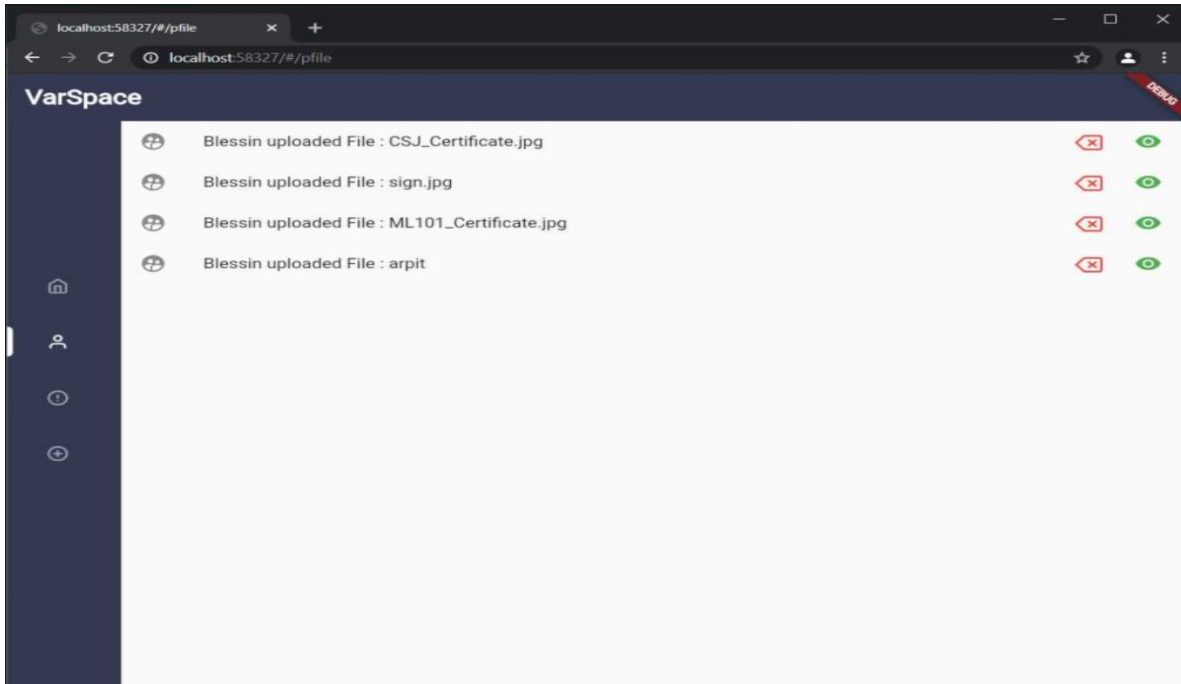 localhost:58327/#/pfile
localhost:58327/#/pfile
VarSpace
DEBUG
Blessin uploaded File : CSJ_Certificate.jpg
Blessin uploaded File : sign.jpg
Blessin uploaded File : ML101_Certificate.jpg
Blessin uploaded File : arpit